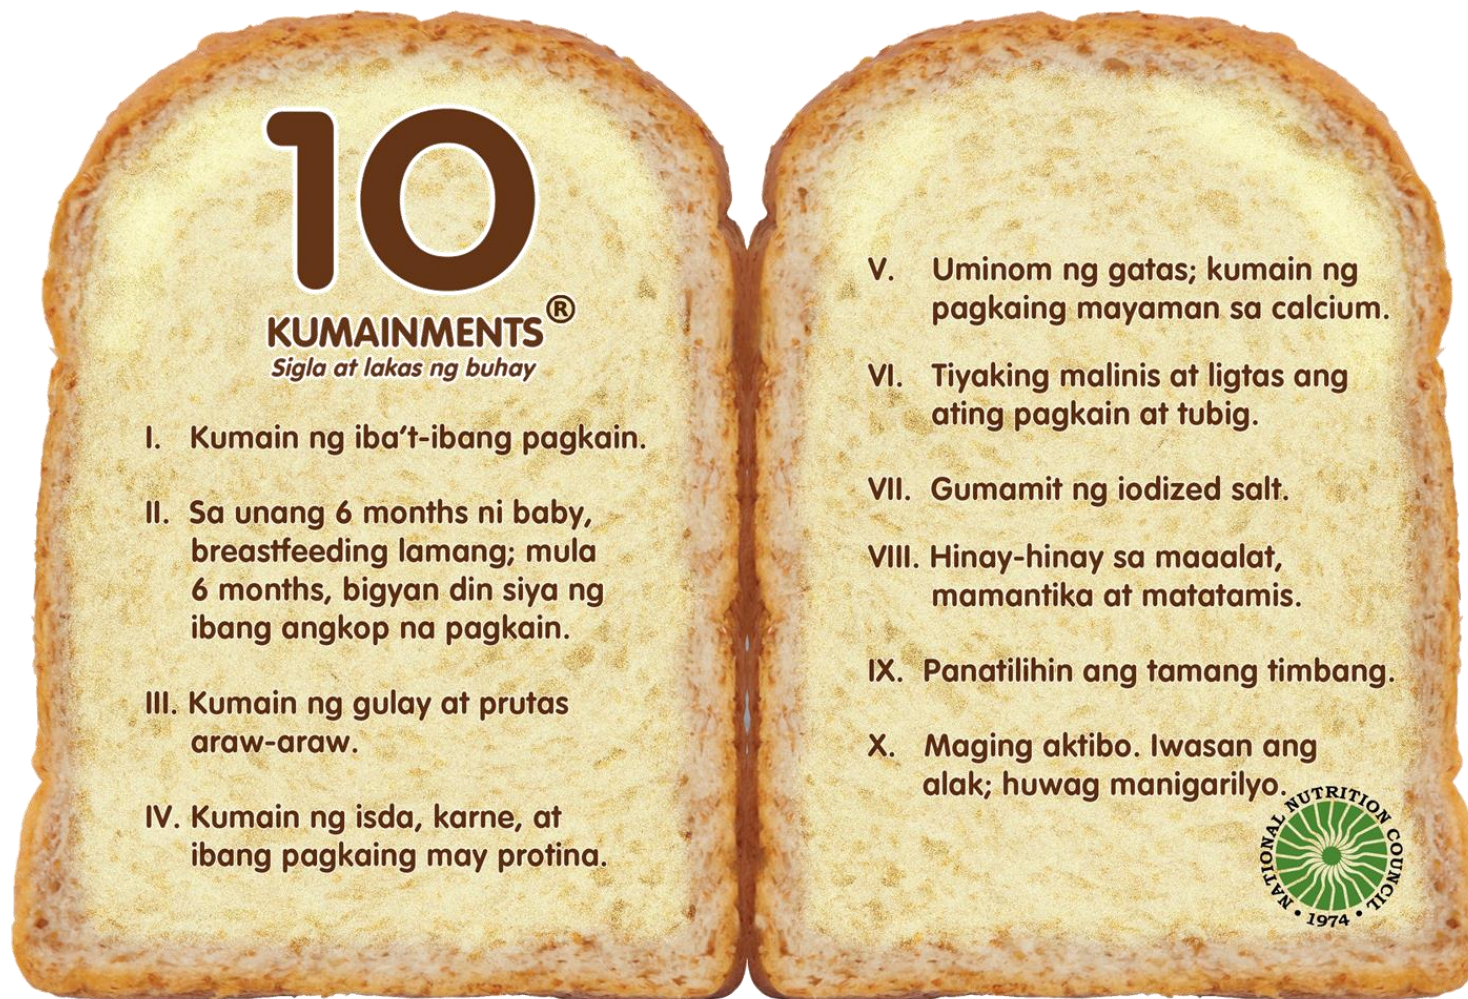 10
KUMAINMENTS®
Sigla at lakas ng buhay
I. Kumain ng iba't-ibang pagkain.
II. Sa unang 6 months ni baby,
breastfeeding lamang; mula
6 months, bigyan din siya ng
ibang angkop na pagkain.
III. Kumain ng gulay at prutas
araw-araw.
IV. Kumain ng isda, karne, at
ibang pagkaing may protina.
V. Uminom ng gatas; kumain ng
pagkaing mayaman sa calcium.
VI. Tiyaking malinis at ligtas ang
ating pagkain at tubig.
VII. Gumamit ng iodized salt.
VIII. Hinay-hinay sa maaalat,
mamantika at matatamis.
IX. Panatilihin ang tamang timbang.
X. Maging aktibo. Iwasan ang
alak; huwag manigarilyo.
NATIONAL NUTRITION COUNCIL
• 1974 •